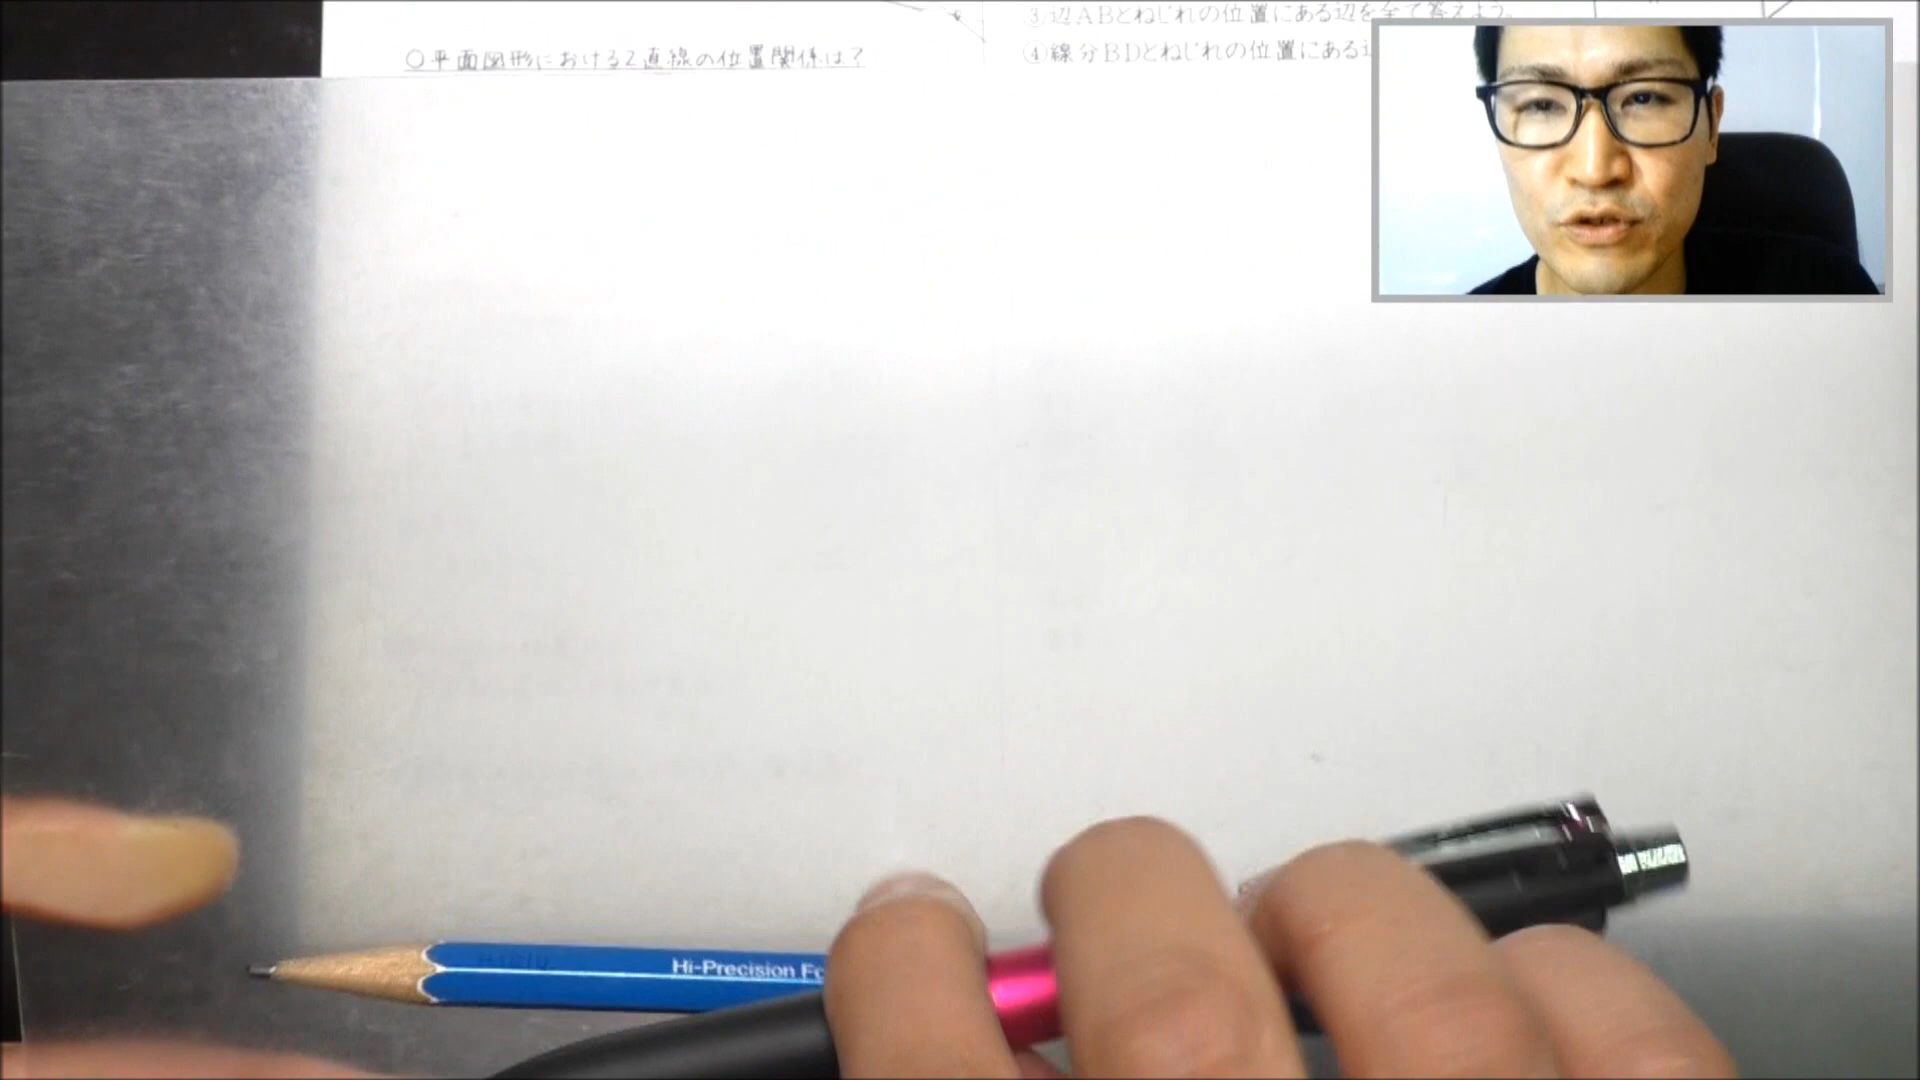 ○平面図形における2直線の位置関係は?
3.辺ABとねじれの位置にある辺を全て答えよう。
④線分BDとねじれの位置にある
Hi-Precision Fo